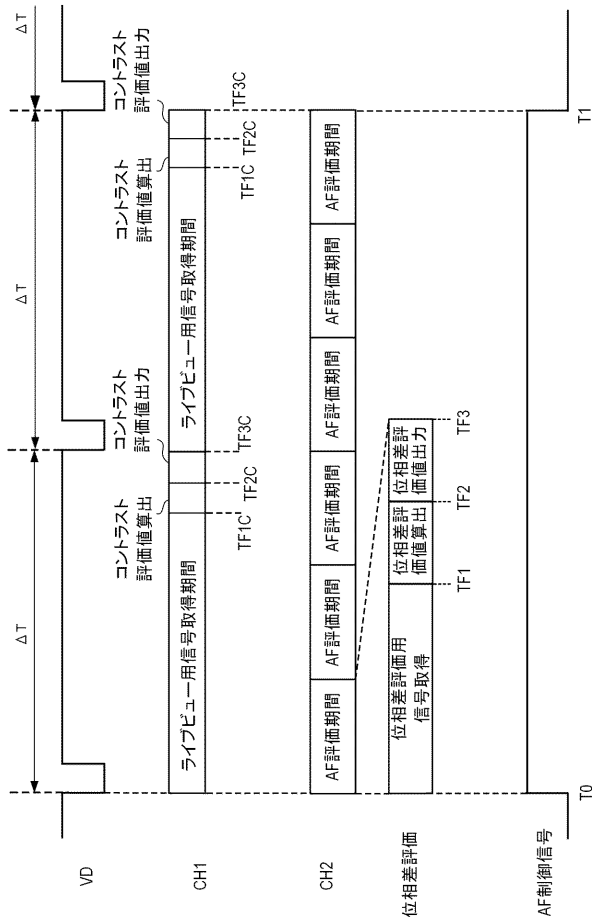 ΔT
ΔT
ΔT
VD
コントラスト
評価値算出
コントラスト
評価値出力
コントラスト
評価値算出
コントラスト
評価値出力
CH1
ライブビュー用信号取得期間
ライブビュー用信号取得期間
TF1C
TF2C
TF3C
TF1C
TF2C
TF3C
CH2
AF評価期間
AF評価期間
AF評価期間
AF評価期間
AF評価期間
AF評価期間
位相差評価
位相差評価用
信号取得
位相差評
価値算出
位相差評
価値出力
TF1
TF2
TF3
AF制御信号
T0
T1